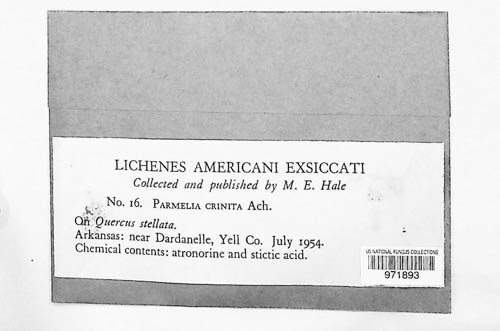 LICHENES AMERICANI EXSICCATI
Collected and published by M. E. Hale
No. 16. PARMELIA CRINITA Ach.
On Quercus stellata.
Arkansas: near Dardanelle, Yell Co. July 1954.
Chemical contents: atronorine and stictic acid.
US NATIONAL FUNGUS COLLECTIONS
971893